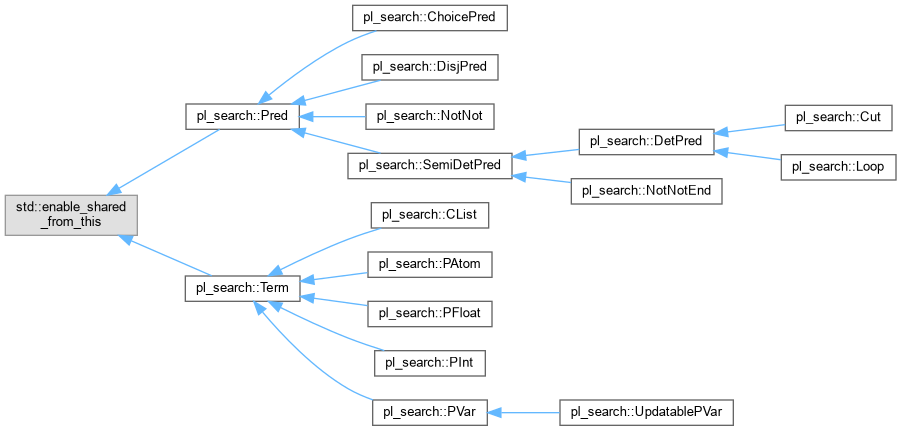 pl_search::ChoicePred
pl_search::DisjPred
pl_search::Pred
pl_search::NotNot
pl_search::Cut
pl_search::DetPred
pl_search::SemiDetPred
pl_search::Loop
pl_search::NotNotEnd
std::enable_shared
_from_this
pl_search::CList
pl_search::PAtom
pl_search::Term
pl_search::PFloat
pl_search::PInt
pl_search::PVar
pl_search::UpdatablePVar